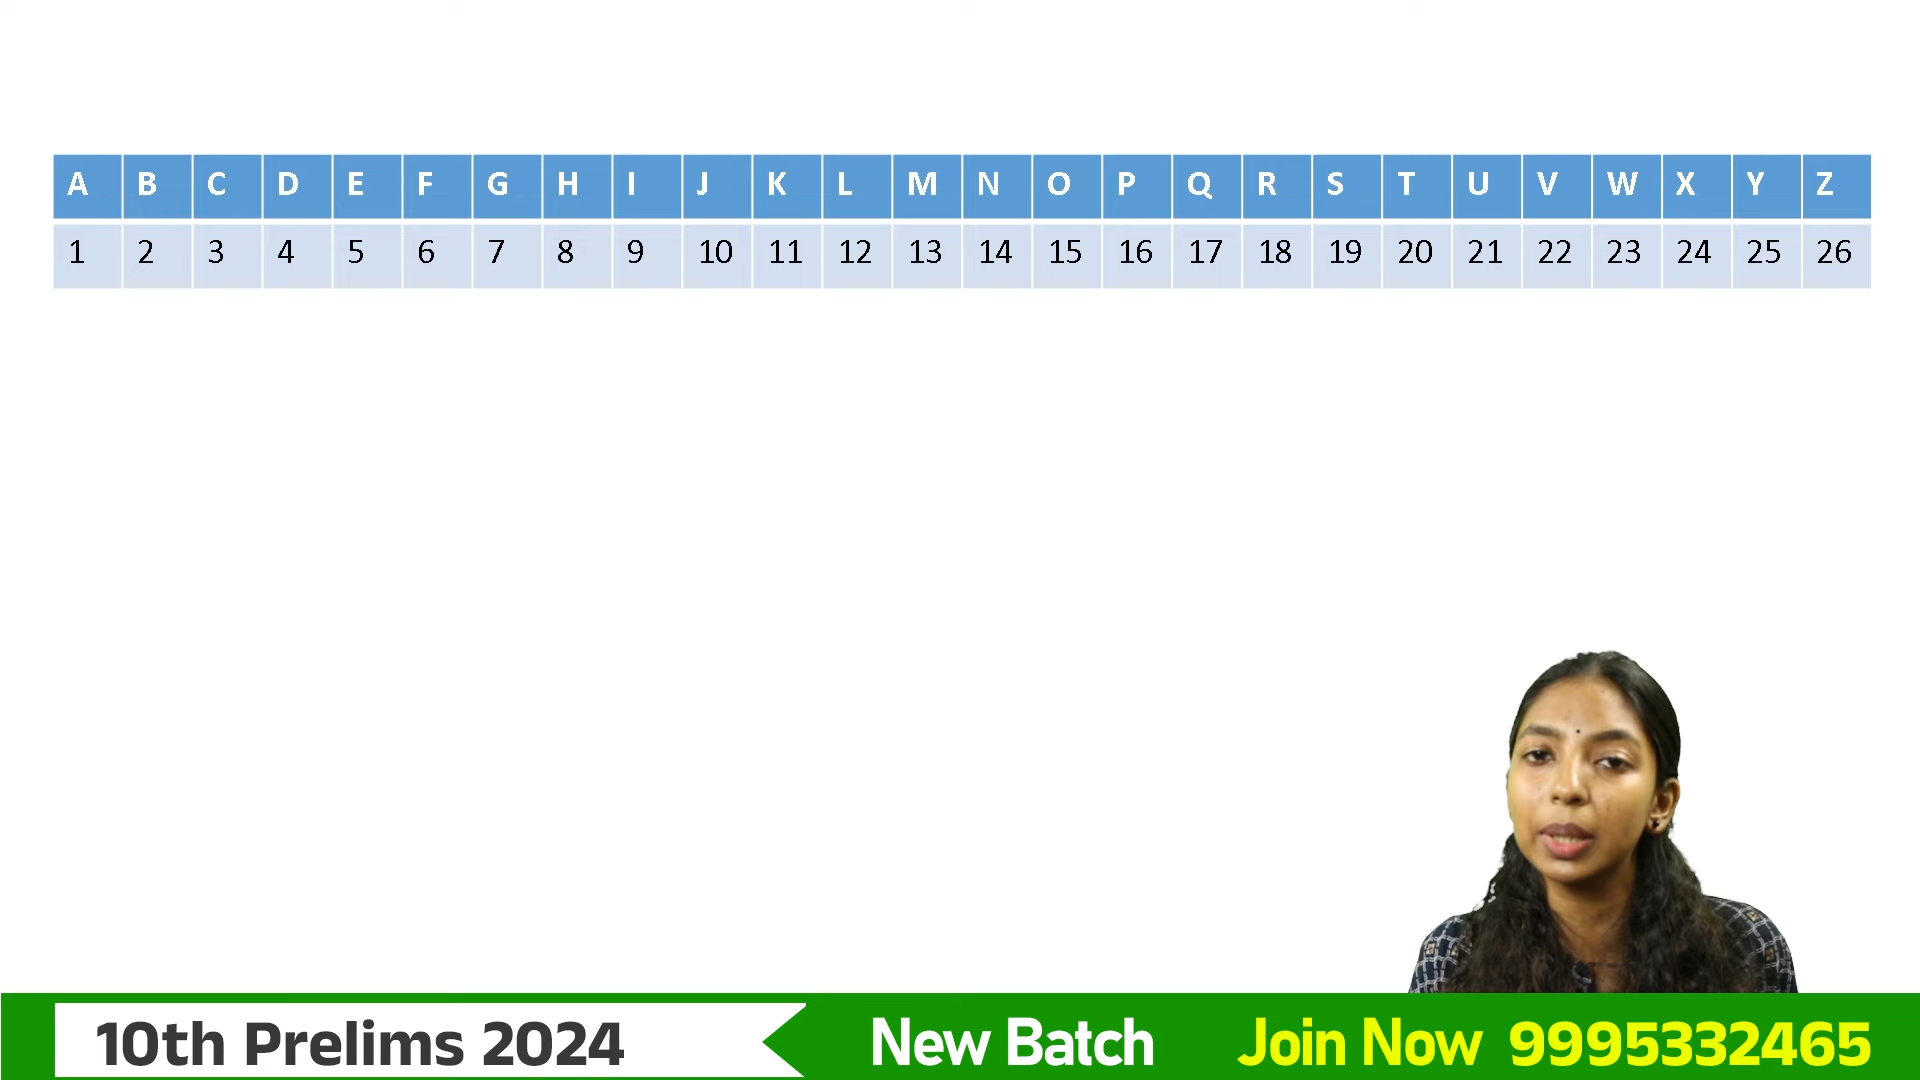 A B C D E F G H I J K L M N O P Q R S T U V W X Y Z
1 2 3 4 5 6 7 8 9 10 11 12 13 14 15 16 17 18 19 20 21 22 23 24 25 26
10th Prelims 2024 New Batch Join Now 9995332465